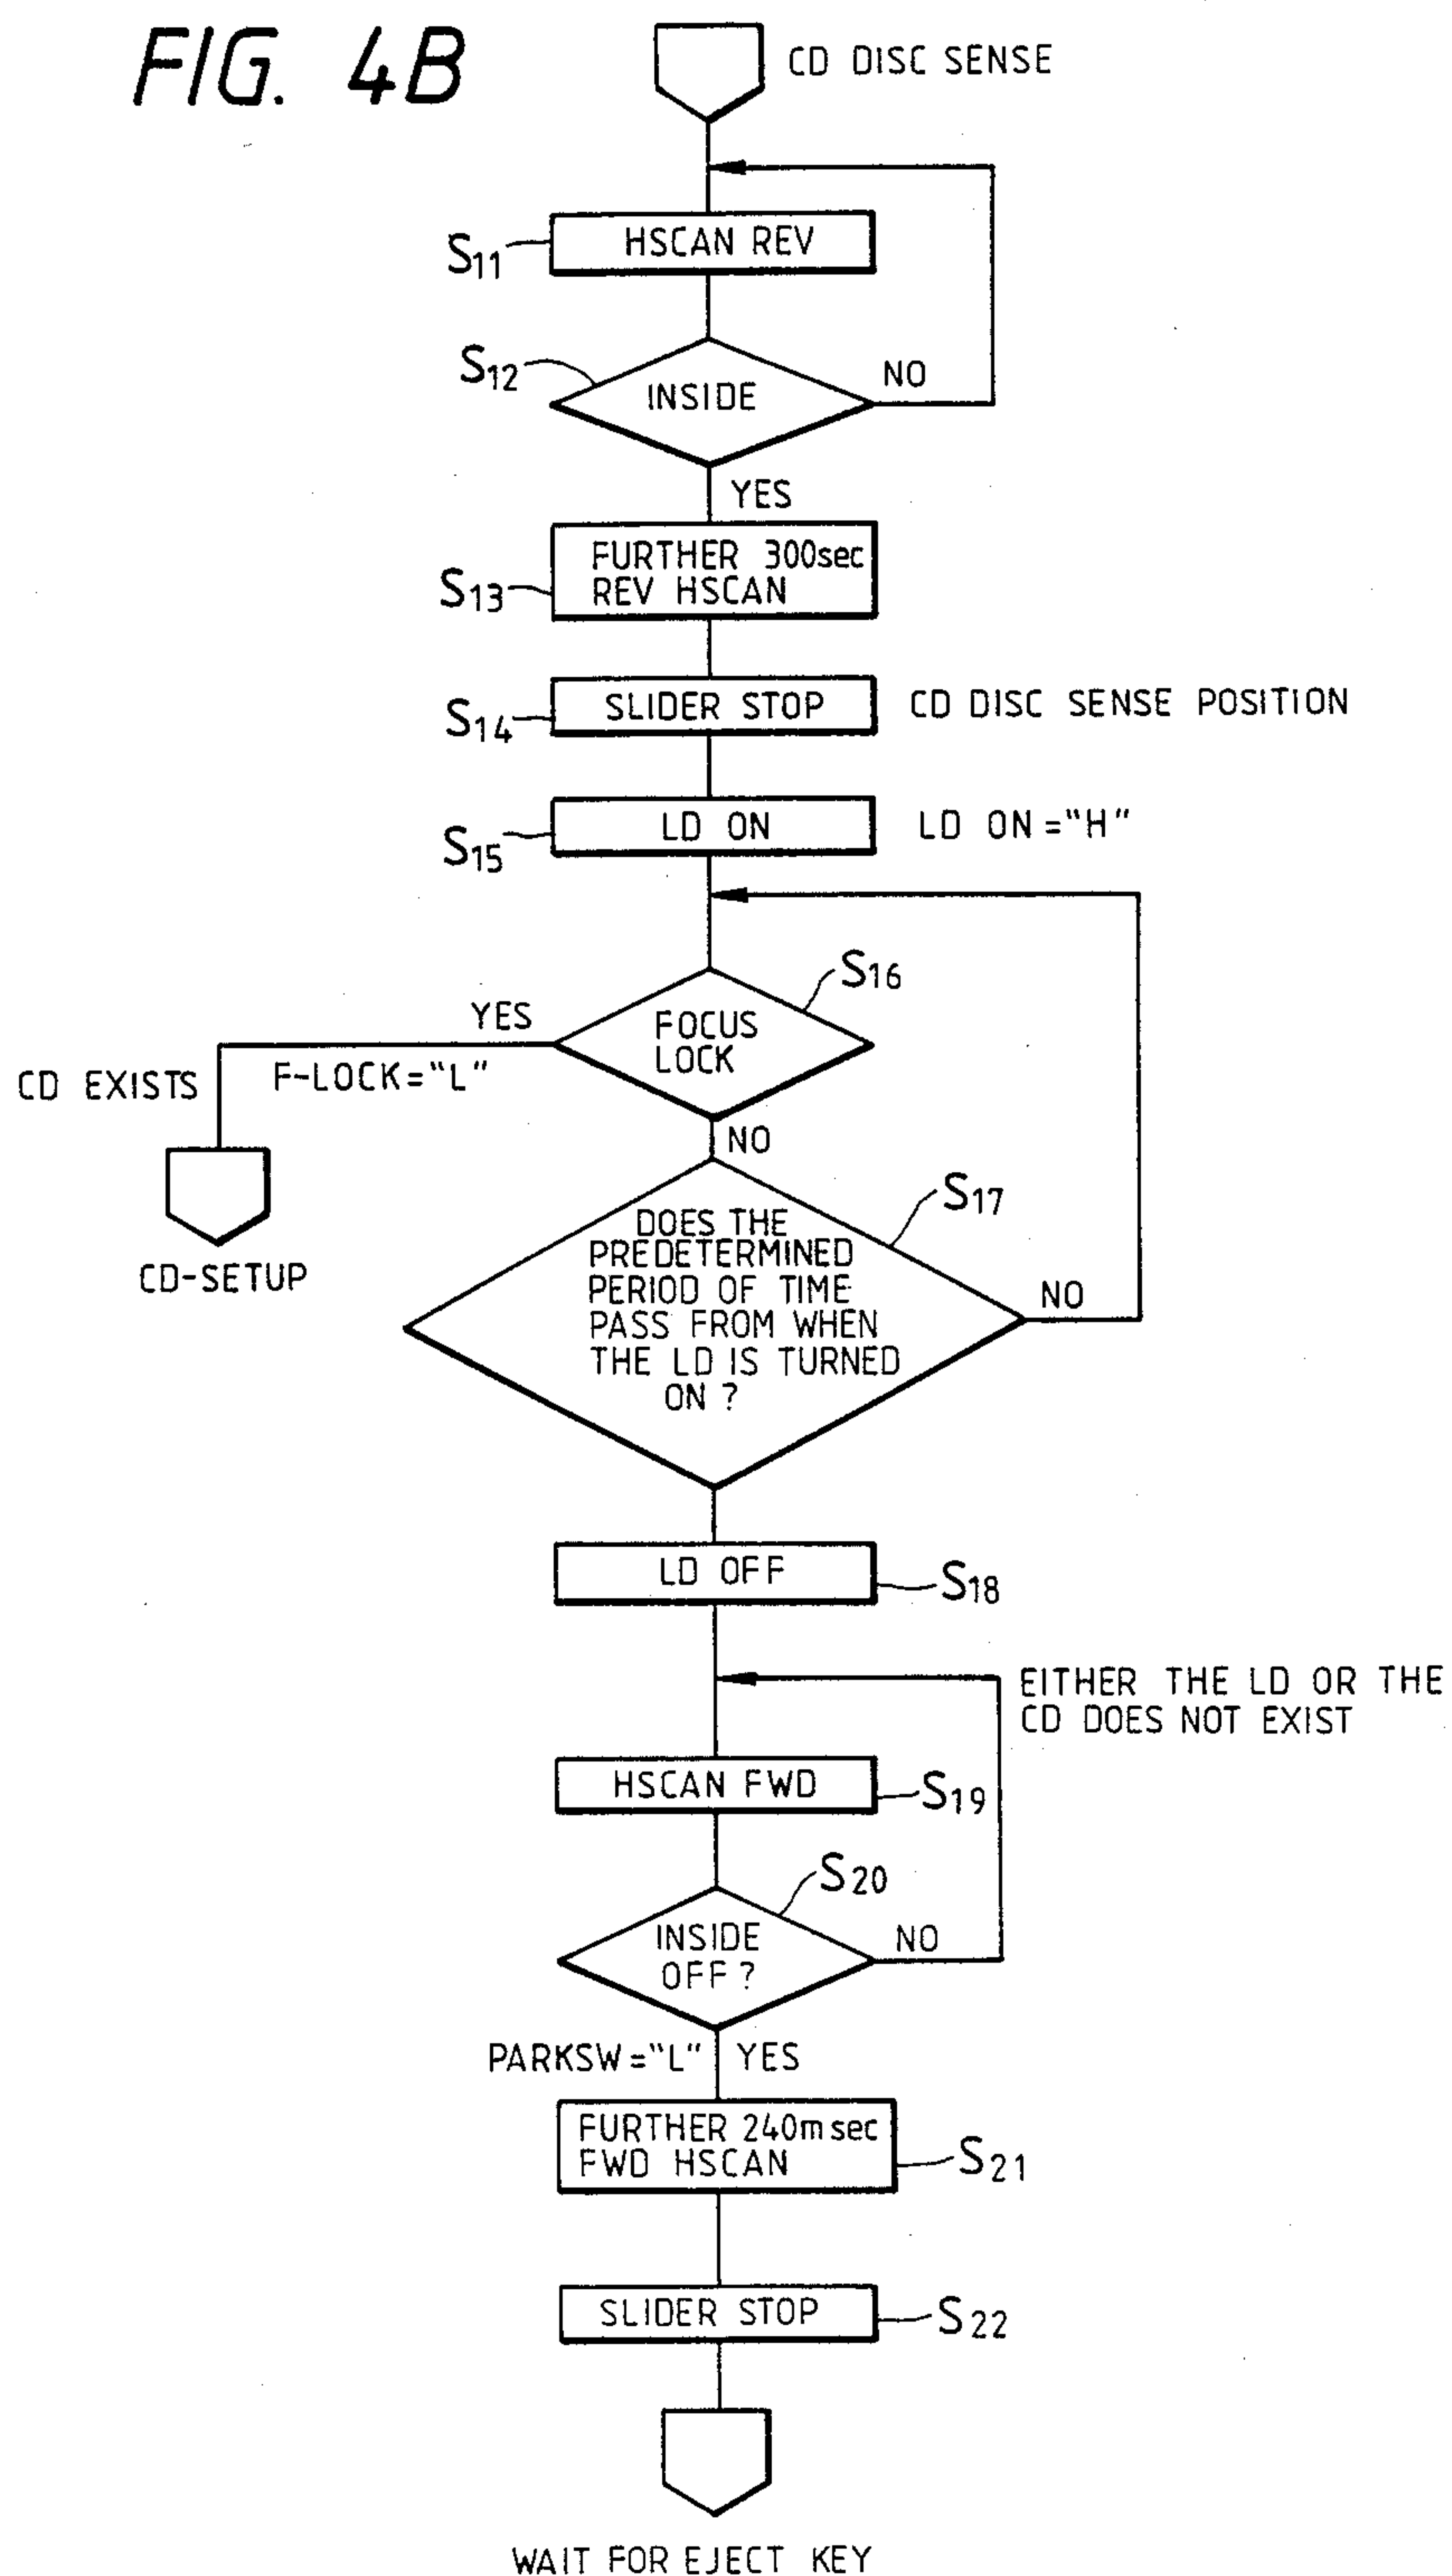 FIG. 4B
CD DISC SENSE
S11
HSCAN REV
S12
INSIDE
NO
YES
S13
FURTHER 300sec
REV HSCAN
S14
SLIDER STOP
CD DISC SENSE POSITION
S15
LD ON
LD ON="H"
S16
FOCUS
LOCK
YES
F-LOCK="L"
CD EXISTS
CD-SETUP
NO
S17
DOES THE
PREDETERMINED
PERIOD OF TIME
PASS FROM WHEN
THE LD IS TURNED
ON ?
NO
LD OFF
S18
EITHER THE LD OR THE
CD DOES NOT EXIST
HSCAN FWD
S19
S20
INSIDE
OFF ?
NO
PARKSW="L"
YES
FURTHER 240m sec
FWD HSCAN
S21
SLIDER STOP
S22
WAIT FOR EJECT KEY